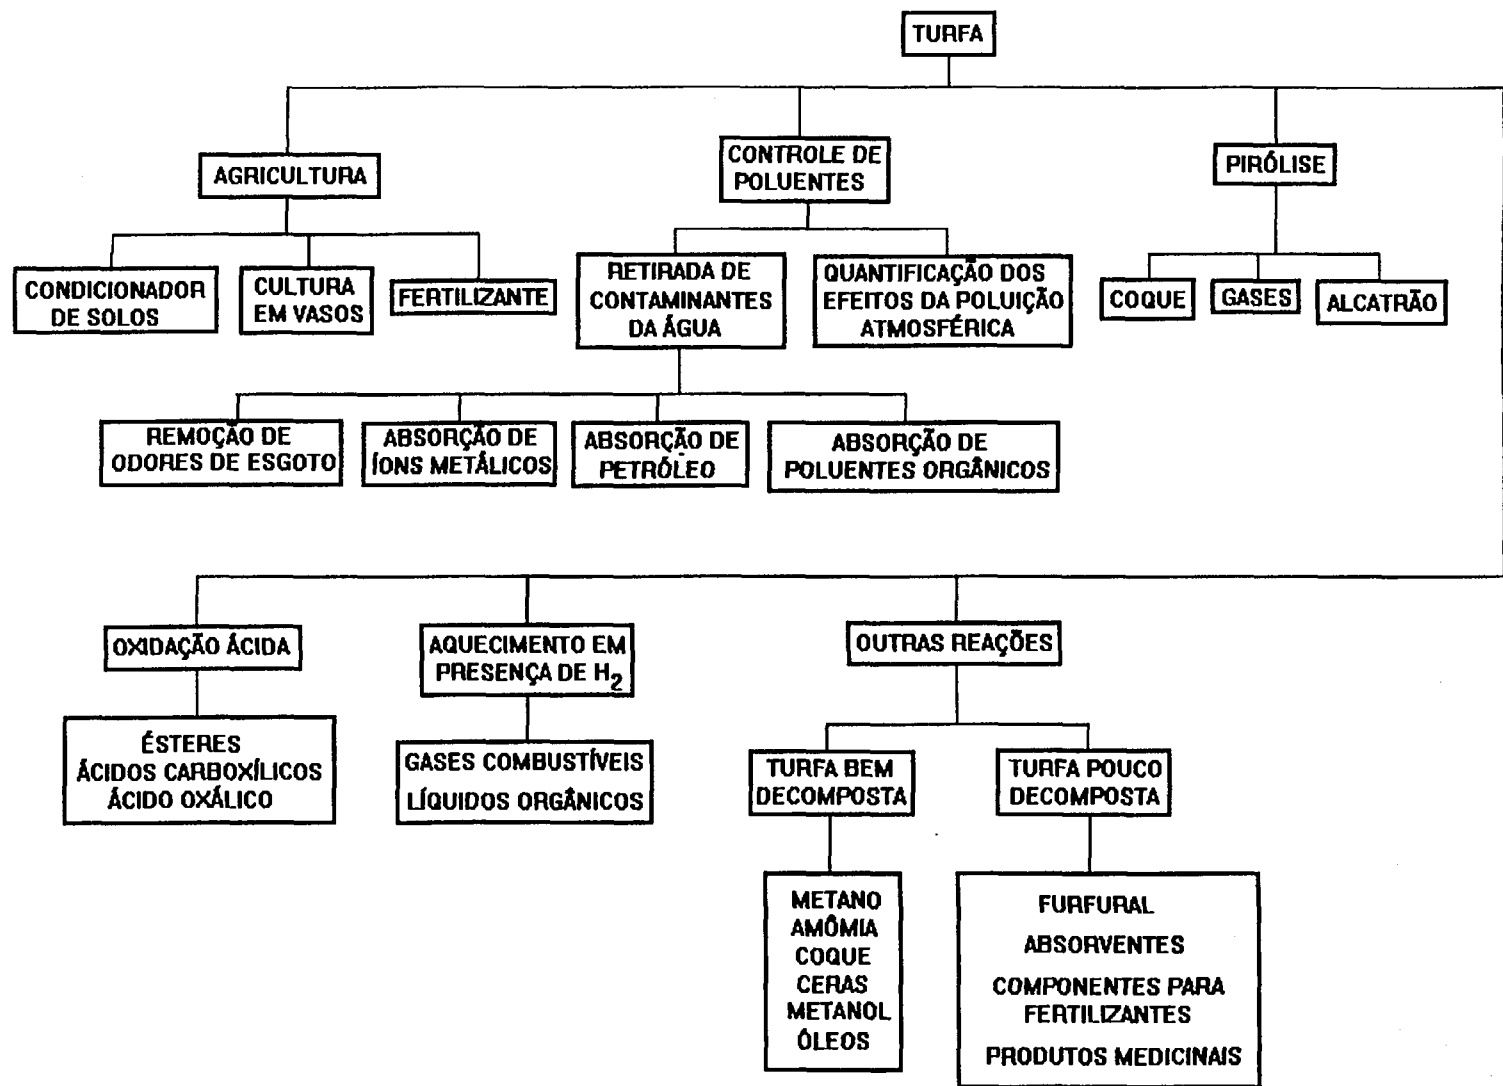 TURFA
AGRICULTURA
CONTROLE DE
POLUENTES
PIRÓLISE
CONDICIONADOR
DE SOLOS
CULTURA
EM VASOS
FERTILIZANTE
RETIRADA DE
CONTAMINANTES
DA ÁGUA
QUANTIFICAÇÃO DOS
EFEITOS DA POLUIÇÃO
ATMOSFÉRICA
COQUE
GASES
ALCATRÃO
REMOÇÃO DE
ODORES DE ESGOTO
ABSORÇÃO DE
ÍONS METÁLICOS
ABSORÇÃO DE
PETRÓLEO
ABSORÇÃO DE
POLUENTES ORGÂNICOS
OXIDAÇÃO ÁCIDA
AQUECIMENTO EM
PRESENÇA DE H₂
OUTRAS REAÇÕES
ÉSTERES
ÁCIDOS CARBOXÍLICOS
ÁCIDO OXÁLICO
GASES COMBUSTÍVEIS
LÍQUIDOS ORGÂNICOS
TURFA BEM
DECOMPOSTA
TURFA POUCO
DECOMPOSTA
METANO
AMÔMIA
COQUE
CERAS
METANOL
ÓLEOS
FURFURAL
ABSORVENTES
COMPONENTES PARA
FERTILIZANTES
PRODUTOS MEDICINAIS